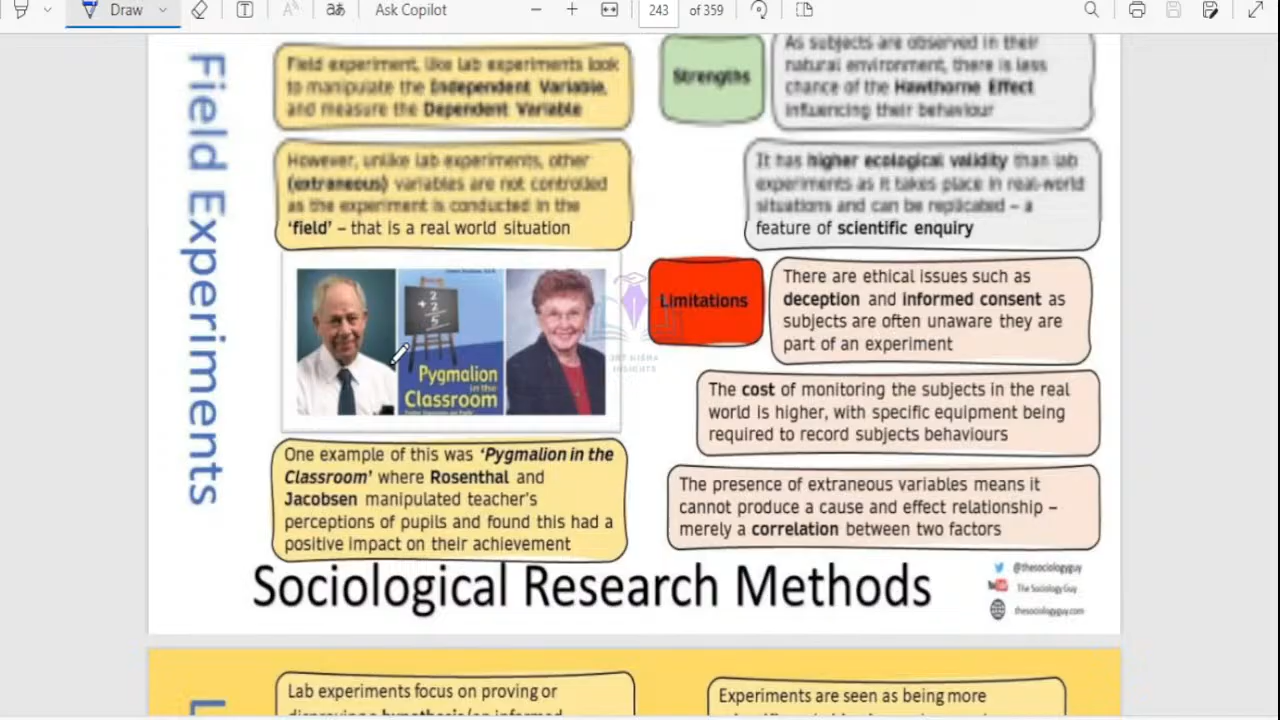 Draw
Ask Copilot
243
of 359
Field Experiments
Field experiment, like lab experiments look
to manipulate the Independent Variable,
and measure the Dependent Variable
However, unlike lab experiments, other
(extraneous) variables are not controlled
as the experiment is conducted in the
'field' – that is a real world situation
2
+ 2
5
Pygmalion
in the
Classroom
One example of this was 'Pygmalion in the
Classroom' where Rosenthal and
Jacobsen manipulated teacher's
perceptions of pupils and found this had a
positive impact on their achievement
Strengths
As subjects are observed in their
natural environment, there is less
chance of the Hawthorne Effect
influencing their behaviour
It has higher ecological validity than lab
experiments as it takes place in real-world
situations and can be replicated – a
feature of scientific enquiry
Limitations
There are ethical issues such as
deception and informed consent as
subjects are often unaware they are
part of an experiment
The cost of monitoring the subjects in the real
world is higher, with specific equipment being
required to record subjects behaviours
The presence of extraneous variables means it
cannot produce a cause and effect relationship –
merely a correlation between two factors
Sociological Research Methods
@thesociologyguy
The Sociology Guy
thesociologyguy.com
Lab experiments focus on proving or
Experiments are seen as being more